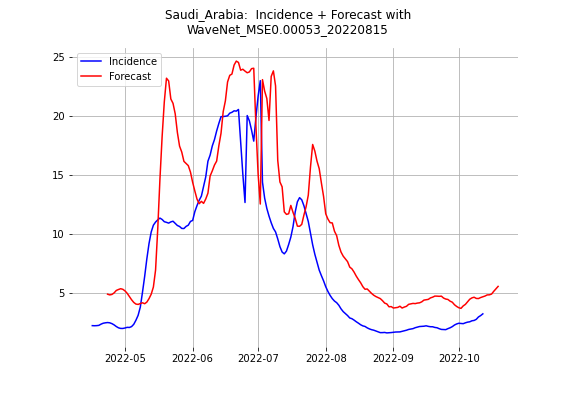 Saudi_Arabia:  Incidence + Forecast with
WaveNet_MSE0.00053_20220815
Incidence
Forecast
25
20
15
10
5
2022-05 2022-06 2022-07 2022-08 2022-09 2022-10